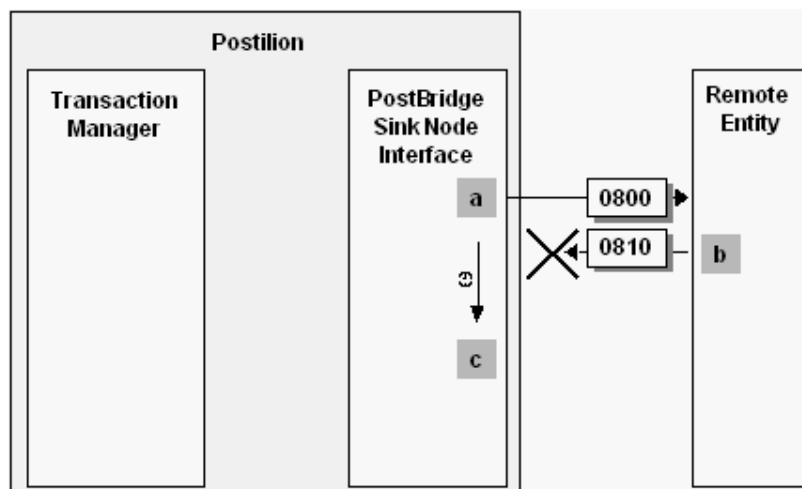 Postilion
Transaction
Manager
PostBridge
Sink Node
Interface
Remote
Entity
a
0800
0810
b
c